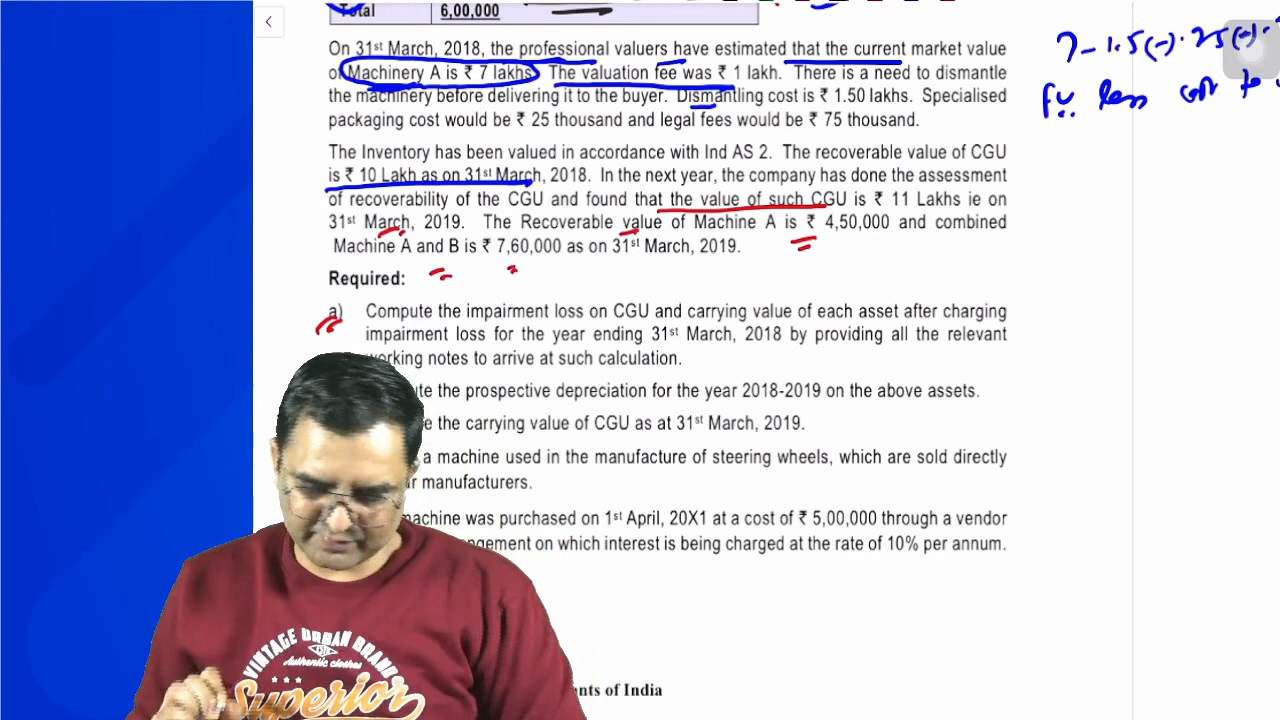 Total 6,00,000
7 - 1.5 (-) .25 (-) .
fv less cost to
On 31st March, 2018, the professional valuers have estimated that the current market value
of Machinery A is ₹ 7 lakhs. The valuation fee was ₹ 1 lakh. There is a need to dismantle
the machinery before delivering it to the buyer. Dismantling cost is ₹ 1.50 lakhs. Specialised
packaging cost would be ₹ 25 thousand and legal fees would be ₹ 75 thousand.
The Inventory has been valued in accordance with Ind AS 2. The recoverable value of CGU
is ₹ 10 Lakh as on 31st March, 2018. In the next year, the company has done the assessment
of recoverability of the CGU and found that the value of such CGU is ₹ 11 Lakhs ie on
31st March, 2019. The Recoverable value of Machine A is ₹ 4,50,000 and combined
Machine A and B is ₹ 7,60,000 as on 31st March, 2019.
Required:
a) Compute the impairment loss on CGU and carrying value of each asset after charging
impairment loss for the year ending 31st March, 2018 by providing all the relevant
working notes to arrive at such calculation.
the prospective depreciation for the year 2018-2019 on the above assets.
the carrying value of CGU as at 31st March, 2019.
a machine used in the manufacture of steering wheels, which are sold directly
manufacturers.
machine was purchased on 1st April, 20X1 at a cost of ₹ 5,00,000 through a vendor
on which interest is being charged at the rate of 10% per annum.
of India
VINTAGE URBAN BRAND
Authentic clothes
Superior